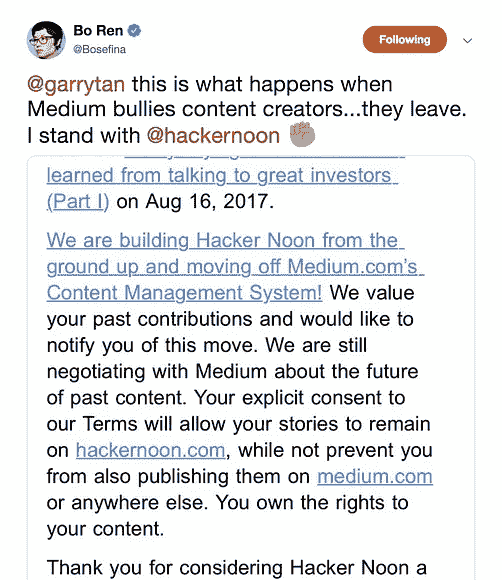 Bo Ren
@Bosefina
Following
@garrytan this is what happens when
Medium bullies content creators...they leave.
I stand with @hackernoon ✊🏽
learned from talking to great investors
(Part I) on Aug 16, 2017.
We are building Hacker Noon from the
ground up and moving off Medium.com's
Content Management System! We value
your past contributions and would like to
notify you of this move. We are still
negotiating with Medium about the future
of past content. Your explicit consent to
our Terms will allow your stories to remain
on hackernoon.com, while not prevent you
from also publishing them on medium.com
or anywhere else. You own the rights to
your content.
Thank you for considering Hacker Noon a